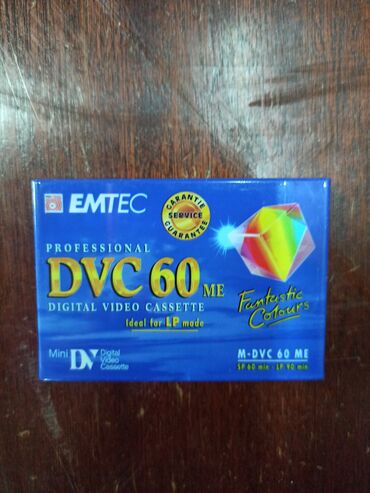 EMTEC
GARANTIE
SERVICE
GUARANTEE
PROFESSIONAL
DVC 60 ME
DIGITAL VIDEO CASSETTE
Ideal for LP mode
Fantastic
Colours
Mini DV Digital
Video
Cassette
M-DVC 60 ME
SP 60 min - LP 90 min